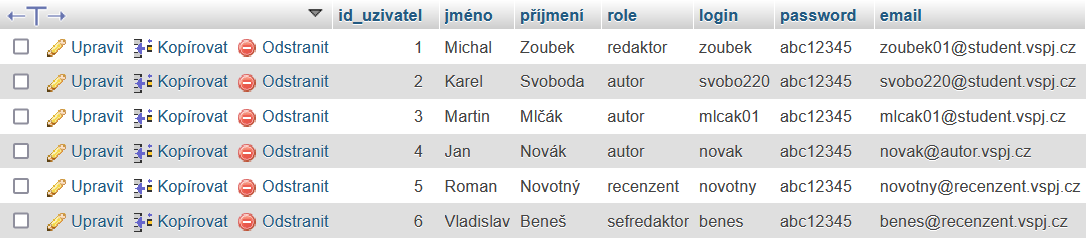 id_uzivatel jméno příjmení role login password email
Upravit Kopírovat Odstranit 1 Michal Zoubek redaktor zoubek abc12345 zoubek01@student.vspj.cz
Upravit Kopírovat Odstranit 2 Karel Svoboda autor svobo220 abc12345 svobo220@student.vspj.cz
Upravit Kopírovat Odstranit 3 Martin Mlčák autor mlcak01 abc12345 mlcak01@student.vspj.cz
Upravit Kopírovat Odstranit 4 Jan Novák autor novak abc12345 novak@autor.vspj.cz
Upravit Kopírovat Odstranit 5 Roman Novotný recenzent novotny abc12345 novotny@recenzent.vspj.cz
Upravit Kopírovat Odstranit 6 Vladislav Beneš sefredaktor benes abc12345 benes@recenzent.vspj.cz